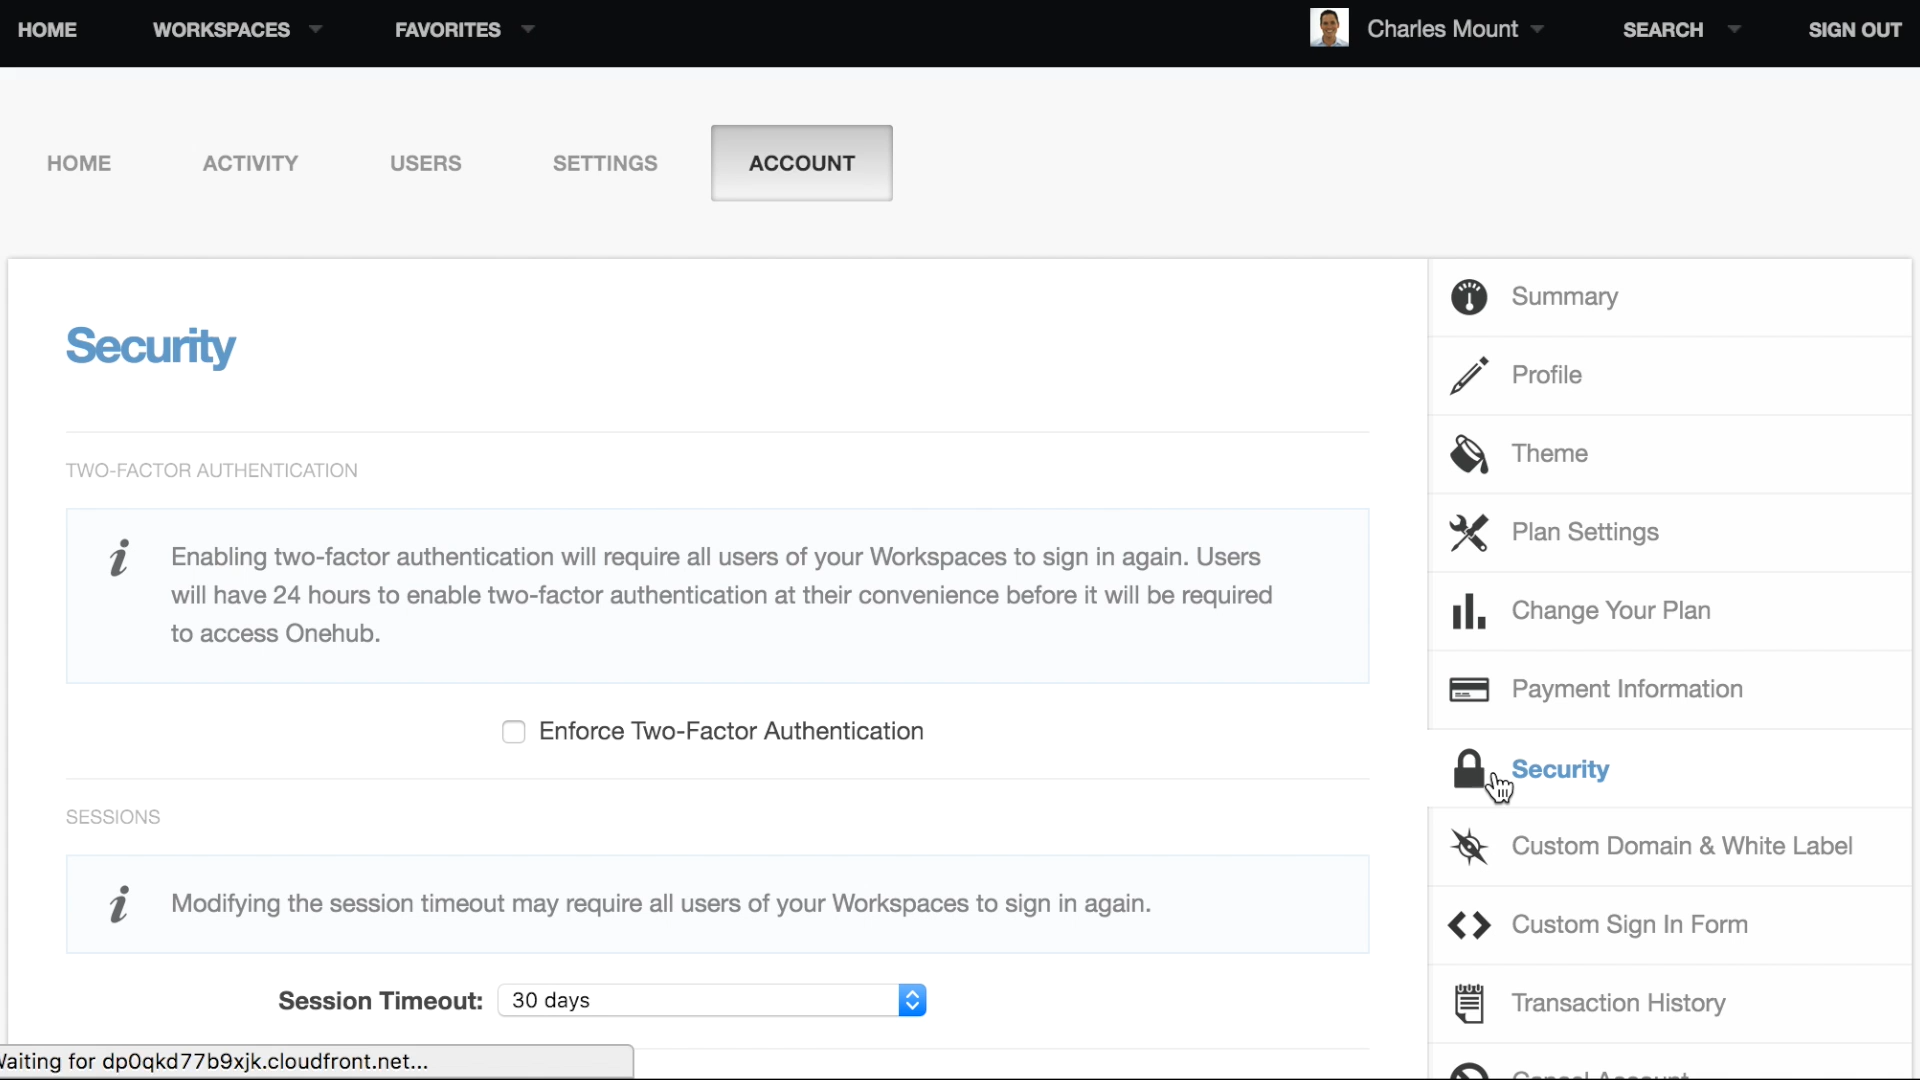 HOME
WORKSPACES
FAVORITES
Charles Mount
SEARCH
SIGN OUT
HOME
ACTIVITY
USERS
SETTINGS
ACCOUNT
Security
TWO-FACTOR AUTHENTICATION
Enabling two-factor authentication will require all users of your Workspaces to sign in again. Users
will have 24 hours to enable two-factor authentication at their convenience before it will be required
to access Onehub.
Enforce Two-Factor Authentication
SESSIONS
Modifying the session timeout may require all users of your Workspaces to sign in again.
Session Timeout:
30 days
for dp0qkd77b9xjk.cloudfront.net...
Summary
Profile
Theme
Plan Settings
Change Your Plan
Payment Information
Security
Custom Domain & White Label
Custom Sign In Form
Transaction History